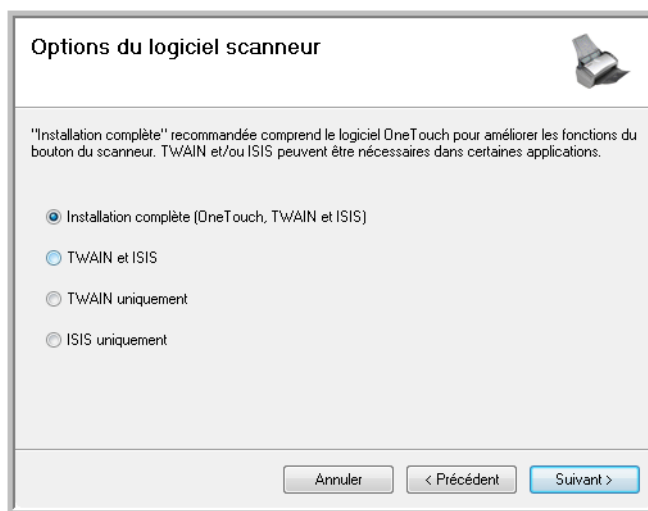 Options du logiciel scanneur
"Installation complète" recommandée comprend le logiciel OneTouch pour améliorer les fonctions du
bouton du scanneur. TWAIN et/ou ISIS peuvent être nécessaires dans certaines applications.
Installation complète (OneTouch, TWAIN et ISIS)
TWAIN et ISIS
TWAIN uniquement
ISIS uniquement
Annuler
< Précédent
Suivant >